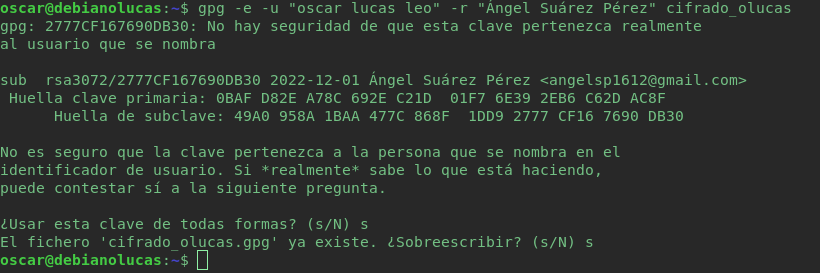 oscar@debianolucas:~$ gpg -e -u "oscar lucas leo" -r "Ángel Suárez Pérez" cifrado_olucas
gpg: 2777CF167690DB30: No hay seguridad de que esta clave pertenezca realmente
al usuario que se nombra
sub  rsa3072/2777CF167690DB30 2022-12-01 Ángel Suárez Pérez <angelsp1612@gmail.com>
 Huella clave primaria: 0BAF D82E A78C 692E C21D  01F7 6E39 2EB6 C62D AC8F
      Huella de subclave: 49A0 958A 1BAA 477C 868F  1DD9 2777 CF16 7690 DB30
No es seguro que la clave pertenezca a la persona que se nombra en el
identificador de usuario. Si *realmente* sabe lo que está haciendo,
puede contestar sí a la siguiente pregunta.
¿Usar esta clave de todas formas? (s/N) s
El fichero 'cifrado_olucas.gpg' ya existe. ¿Sobreescribir? (s/N) s
oscar@debianolucas:~$